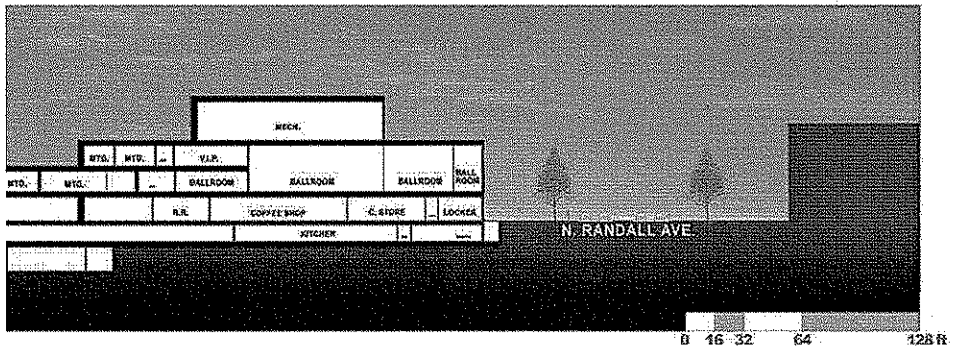 MECH.
MTG. MTG. ... V.I.P.
MTG. MTG. ... BALLROOM BALLROOM BALLROOM BALL ROOM
R.R. COFFEE SHOP C. STORE ... LOCKER
KITCHEN ...
N. RANDALL AVE.
0 16 32 64 128 ft